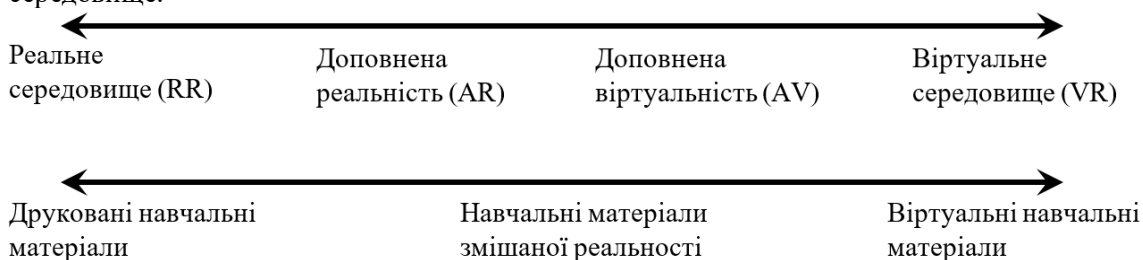 середовище.
Реальне
середовище (RR)
Доповнена
реальність (AR)
Доповнена
віртуальність (AV)
Віртуальне
середовище (VR)
Друковані навчальні
матеріали
Навчальні матеріали
змішаної реальності
Віртуальні навчальні
матеріали